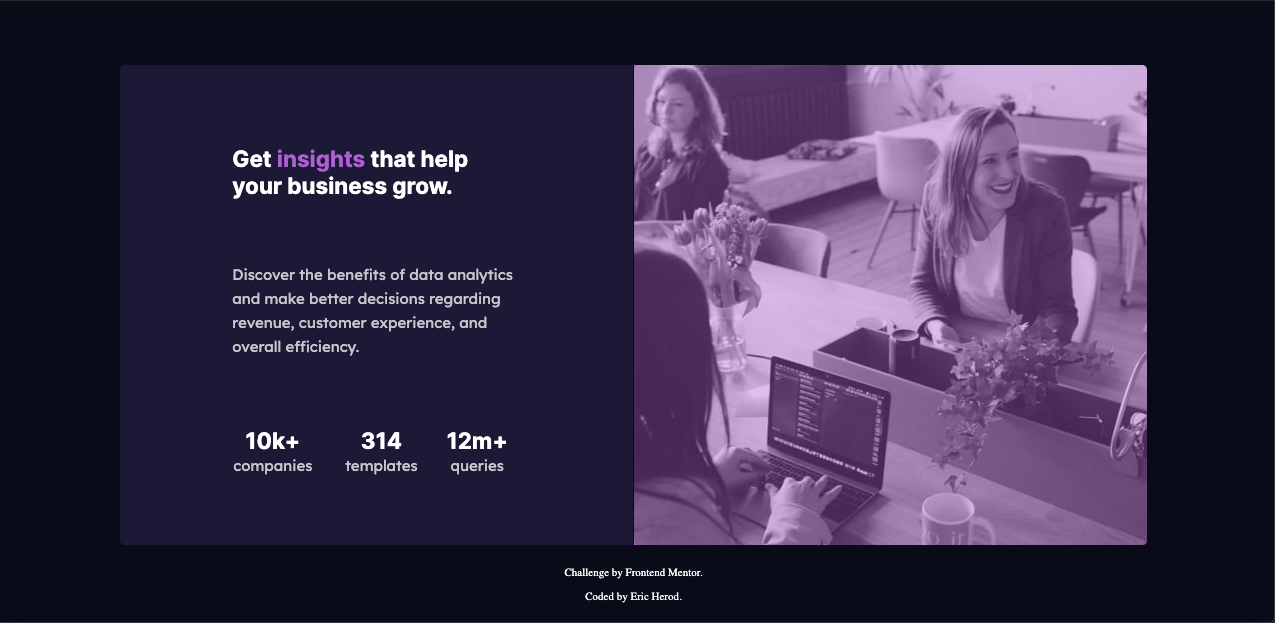 Get insights that help
your business grow.
Discover the benefits of data analytics
and make better decisions regarding
revenue, customer experience, and
overall efficiency.
10k+ 314 12m+
companies templates queries
Challenge by Frontend Mentor.
Coded by Eric Herod.